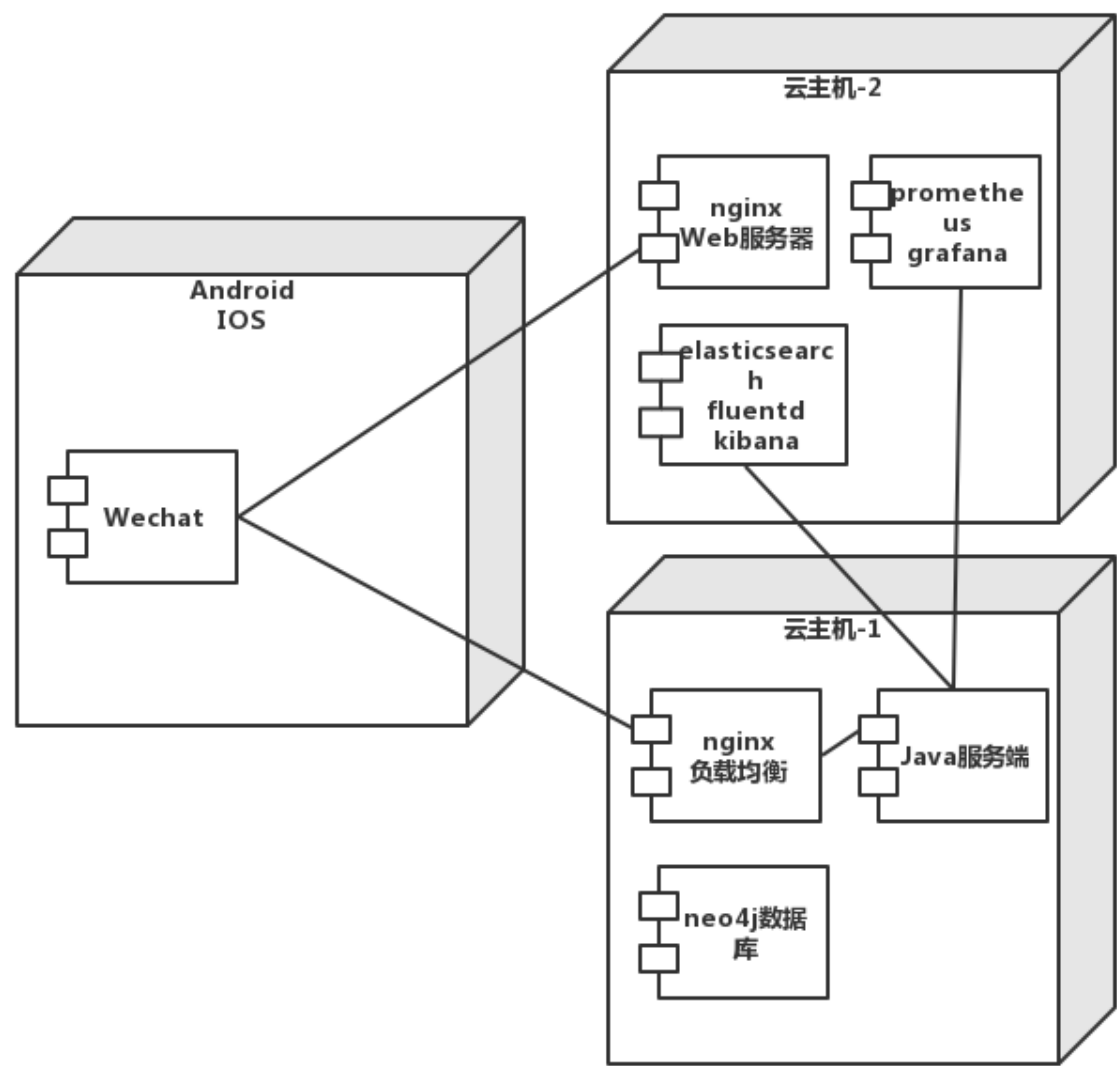 云主机-2
nginx
Web服务器
promethe
us
grafana
Android
IOS
elasticsearc
h
fluentd
kibana
Wechat
云主机-1
nginx
负载均衡
Java服务端
neo4j数据
库